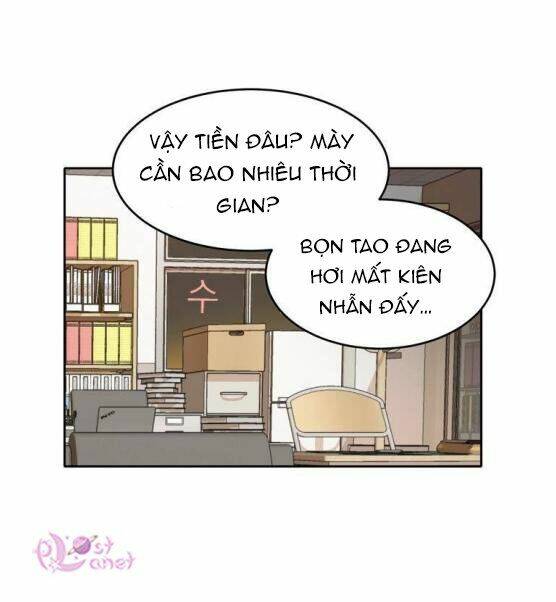 VẬY TIỀN ĐÂU? MÀY
CẦN BAO NHIÊU THỜI
GIAN?
BỌN TAO ĐANG
HƠI MẤT KIÊN
NHẪN ĐẤY...
수
Lost
Planet